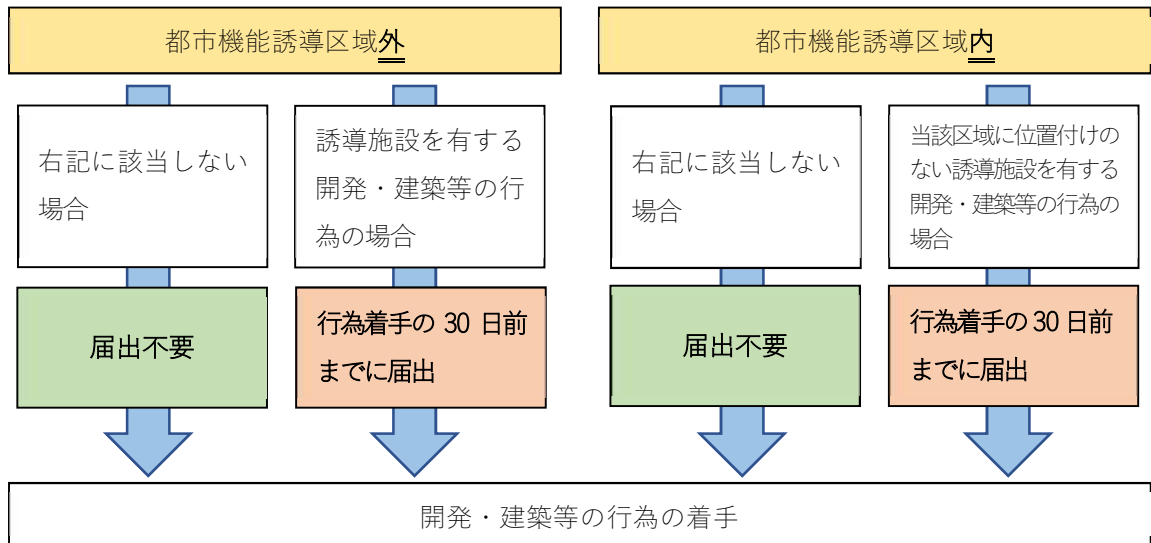 都市機能誘導区域外
都市機能誘導区域内
右記に該当しない
場合
誘導施設を有する
開発・建築等の行
為の場合
右記に該当しない
場合
当該区域に位置付けの
ない誘導施設を有する
開発・建築等の行為の
場合
届出不要
行為着手の 30 日前
までに届出
届出不要
行為着手の 30 日前
までに届出
開発・建築等の行為の着手